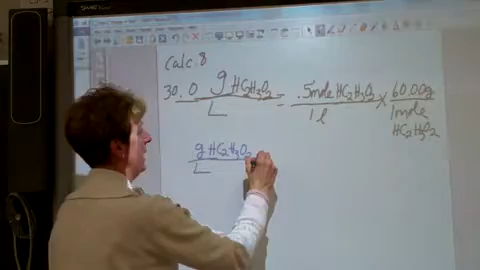 Calc 8
30.0 g HC2H3O2 / L = .5mole HC2H3O2 / 1 l × 60.00g / 1mole HC2H3O2
g HC2H3O2 / L